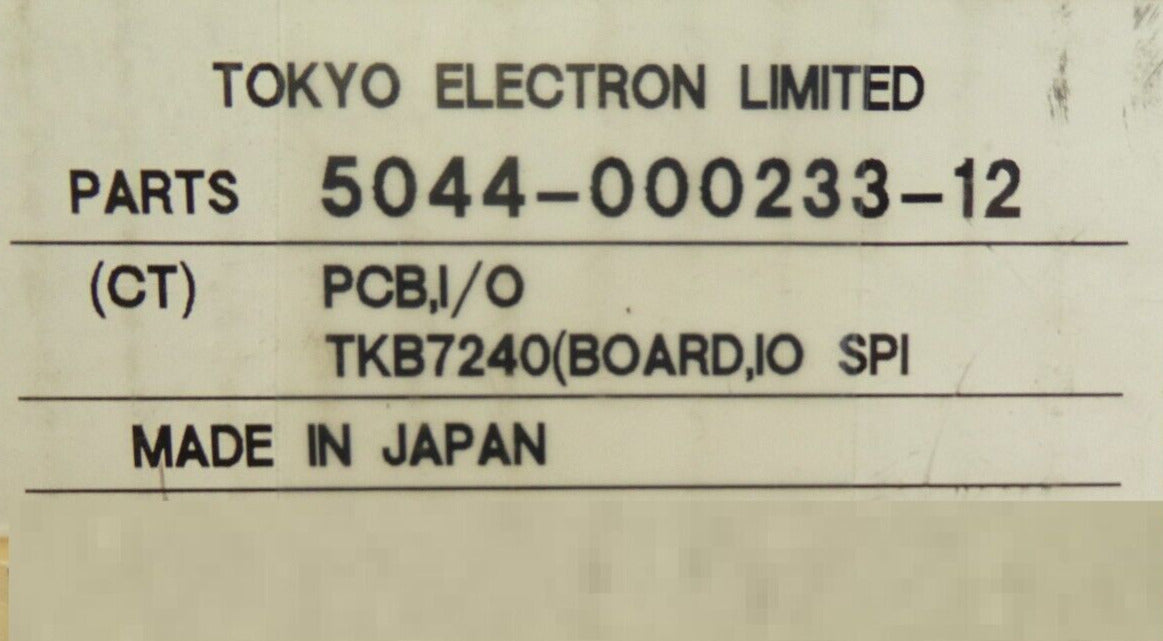 TOKYO ELECTRON LIMITED
PARTS 5044-000233-12
(CT) PCB,I/O
TKB7240(BOARD,IO SPI
MADE IN JAPAN